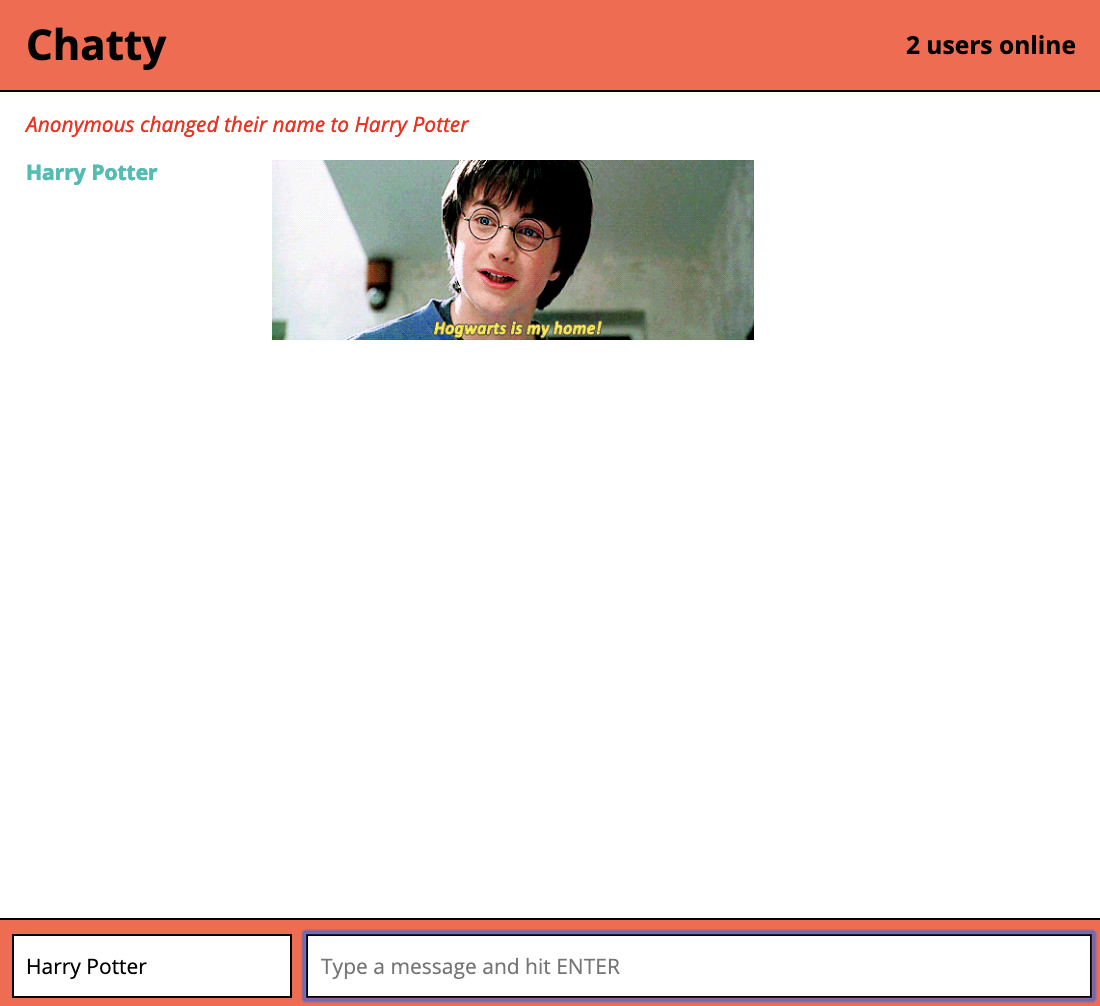 Chatty
2 users online
Anonymous changed their name to Harry Potter
Harry Potter
Hogwarts is my home!
Harry Potter
Type a message and hit ENTER